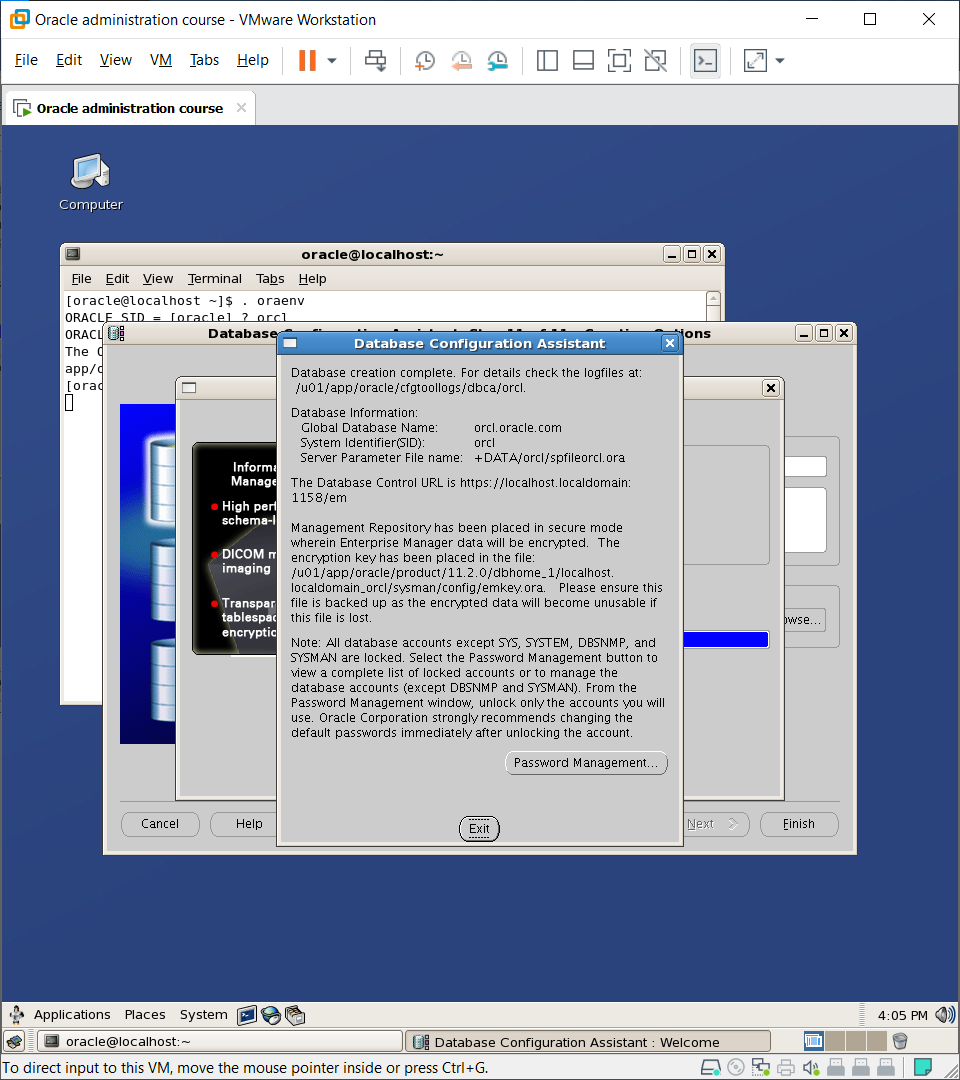 Oracle administration course - VMware Workstation
File Edit View VM Tabs Help
Oracle administration course
Computer
oracle@localhost:~
File Edit View Terminal Tabs Help
[oracle@localhost ~]$ . oraenv
ORACLE_SID = [oracle] ? orcl
ORACL
The O
app/o
[orac
Database Configuration Assistant
Database creation complete. For details check the logfiles at:
/u01/app/oracle/cfgtoollogs/dbca/orcl.
Database Information:
Global Database Name: orcl.oracle.com
System Identifier(SID): orcl
Server Parameter File name: +DATA/orcl/spfileorcl.ora
The Database Control URL is https://localhost.localdomain:
1158/em
Management Repository has been placed in secure mode
wherein Enterprise Manager data will be encrypted. The
encryption key has been placed in the file:
/u01/app/oracle/product/11.2.0/dbhome_1/localhost.
localdomain_orcl/sysman/config/emkey.ora. Please ensure this
file is backed up as the encrypted data will become unusable if
this file is lost.
Note: All database accounts except SYS, SYSTEM, DBSNMP, and
SYSMAN are locked. Select the Password Management button to
view a complete list of locked accounts or to manage the
database accounts (except DBSNMP and SYSMAN). From the
Password Management window, unlock only the accounts you will
use. Oracle Corporation strongly recommends changing the
default passwords immediately after unlocking the account.
Password Management...
Exit
Informa
Manage
High perf
schema-l
DICOM m
imaging
Transpar
tablespac
encryptio
owse...
Cancel Help Next Finish
Applications Places System 4:05 PM
oracle@localhost:~ Database Configuration Assistant : Welcome
To direct input to this VM, move the mouse pointer inside or press Ctrl+G.